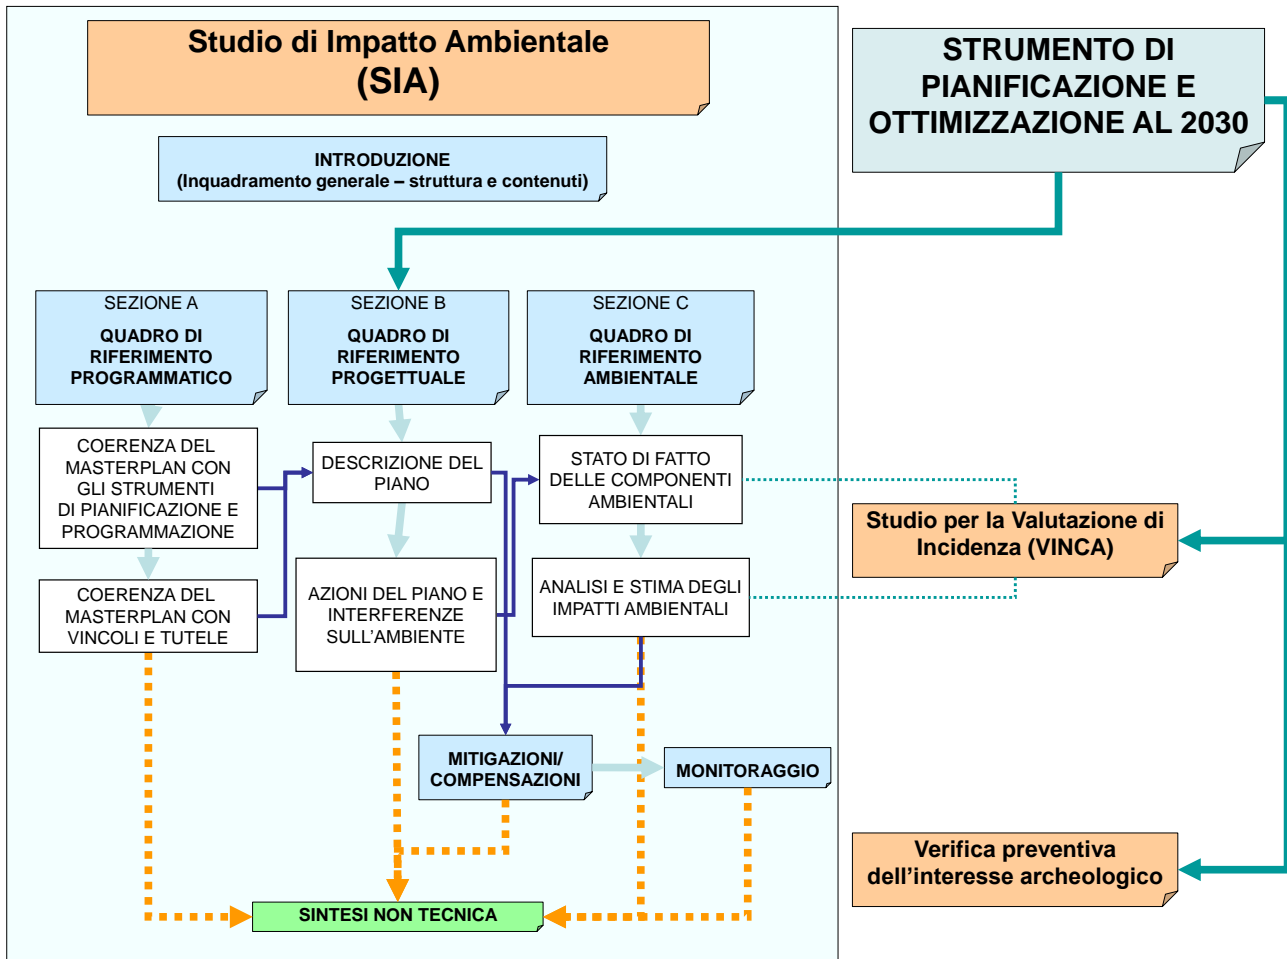 Studio di Impatto Ambientale
(SIA)
STRUMENTO DI
PIANIFICAZIONE E
OTTIMIZZAZIONE AL 2030
INTRODUZIONE
(Inquadramento generale – struttura e contenuti)
SEZIONE A
QUADRO DI
RIFERIMENTO
PROGRAMMATICO
SEZIONE B
QUADRO DI
RIFERIMENTO
PROGETTUALE
SEZIONE C
QUADRO DI
RIFERIMENTO
AMBIENTALE
COERENZA DEL
MASTERPLAN CON
GLI STRUMENTI
DI PIANIFICAZIONE E
PROGRAMMAZIONE
DESCRIZIONE DEL
PIANO
STATO DI FATTO
DELLE COMPONENTI
AMBIENTALI
Studio per la Valutazione di
Incidenza (VINCA)
COERENZA DEL
MASTERPLAN CON
VINCOLI E TUTELE
AZIONI DEL PIANO E
INTERFERENZE
SULL’AMBIENTE
ANALISI E STIMA DEGLI
IMPATTI AMBIENTALI
MITIGAZIONI/
COMPENSAZIONI
MONITORAGGIO
Verifica preventiva
dell’interesse archeologico
SINTESI NON TECNICA